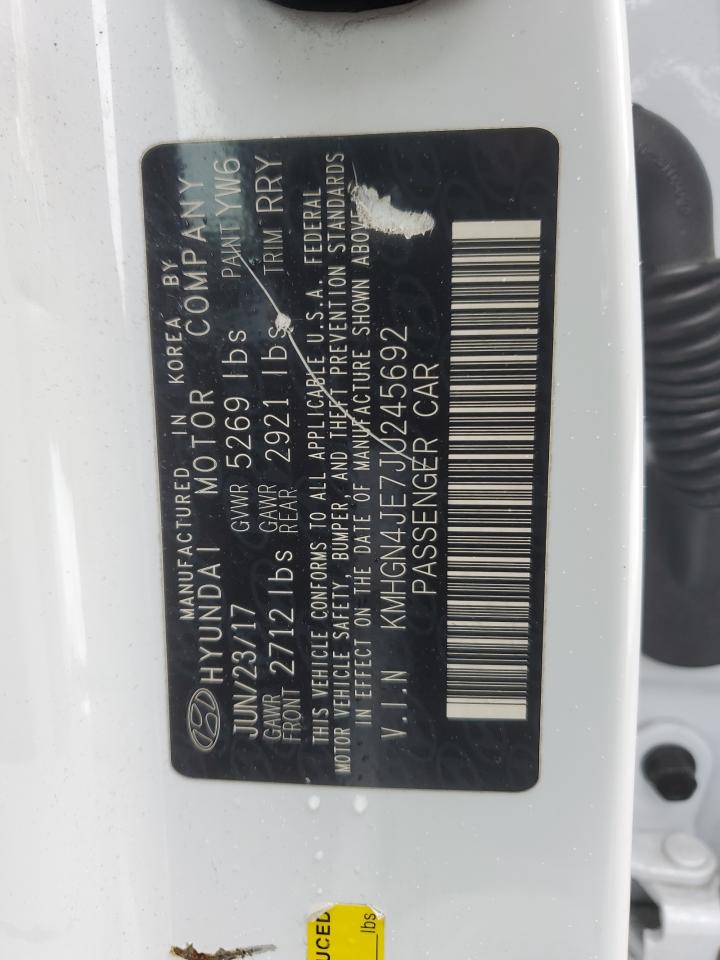 MANUFACTURED IN KOREA BY
HYUNDAI MOTOR COMPANY
JUN/23/17 GVWR 5269 lbs PAINT YW6
GAWR FRONT 2712 lbs GAWR REAR 2921 lbs TRIM RRY
THIS VEHICLE CONFORMS TO ALL APPLICABLE U.S.A. FEDERAL
MOTOR VEHICLE SAFETY, BUMPER, AND THEFT PREVENTION STANDARDS
IN EFFECT ON THE DATE OF MANUFACTURE SHOWN ABOVE
V.I.N KMHGN4JE7JU245692
PASSENGER CAR
UCED
lbs